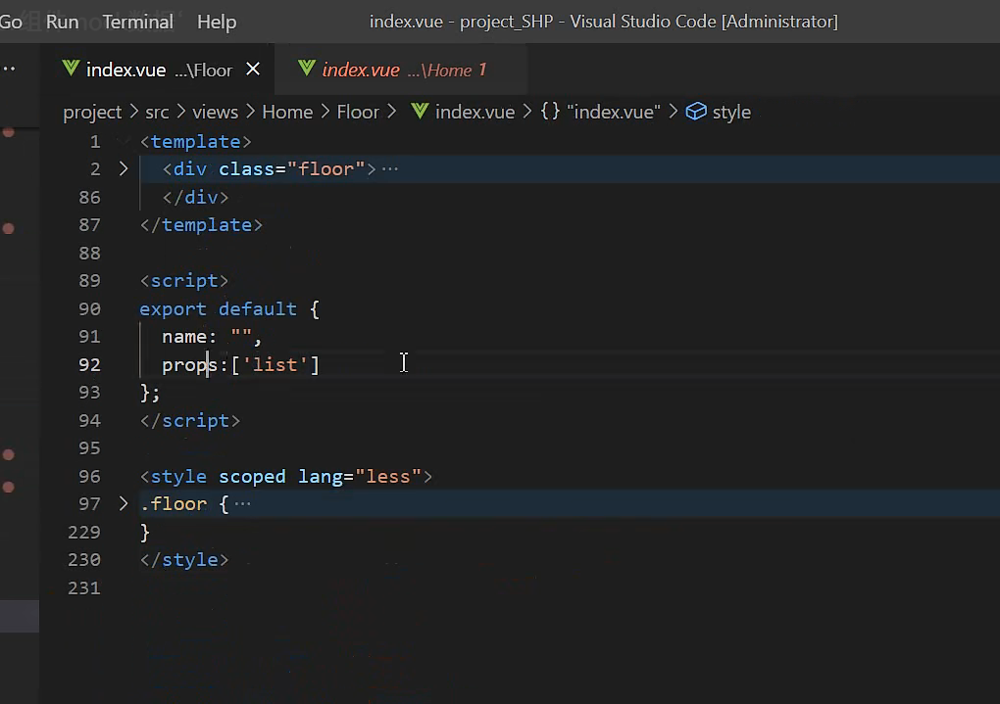 Go Run Terminal Help index.vue - project_SHP - Visual Studio Code [Administrator]
index.vue ...\Floor index.vue ...\Home 1
project > src > views > Home > Floor > index.vue > {} "index.vue" > style
1 <template>
2 > <div class="floor">···
86 </div>
87 </template>
88
89 <script>
90 export default {
91 name: "",
92 props:['list']
93 };
94 </script>
95
96 <style scoped lang="less">
97 > .floor {···
229 }
230 </style>
231